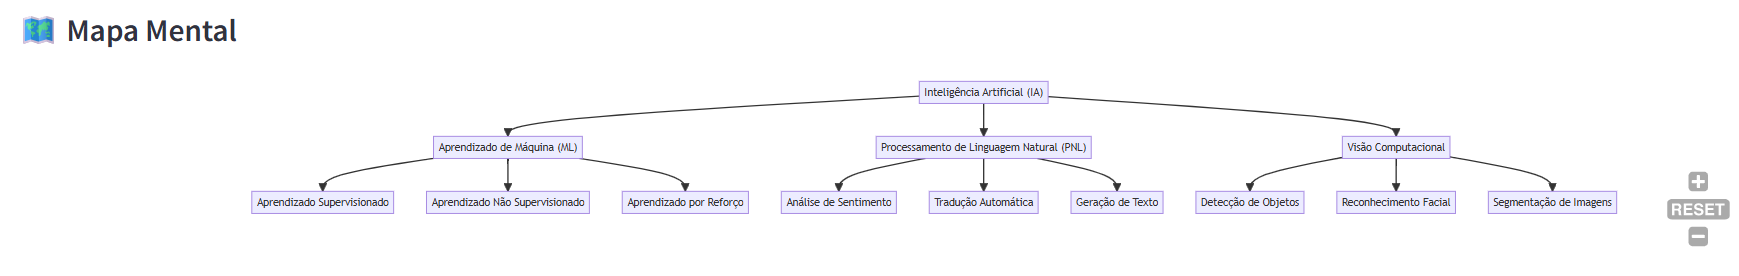 Mapa Mental
Inteligência Artificial (IA)
Aprendizado de Máquina (ML)
Processamento de Linguagem Natural (PNL)
Visão Computacional
Aprendizado Supervisionado
Aprendizado Não Supervisionado
Aprendizado por Reforço
Análise de Sentimento
Tradução Automática
Geração de Texto
Detecção de Objetos
Reconhecimento Facial
Segmentação de Imagens
RESET